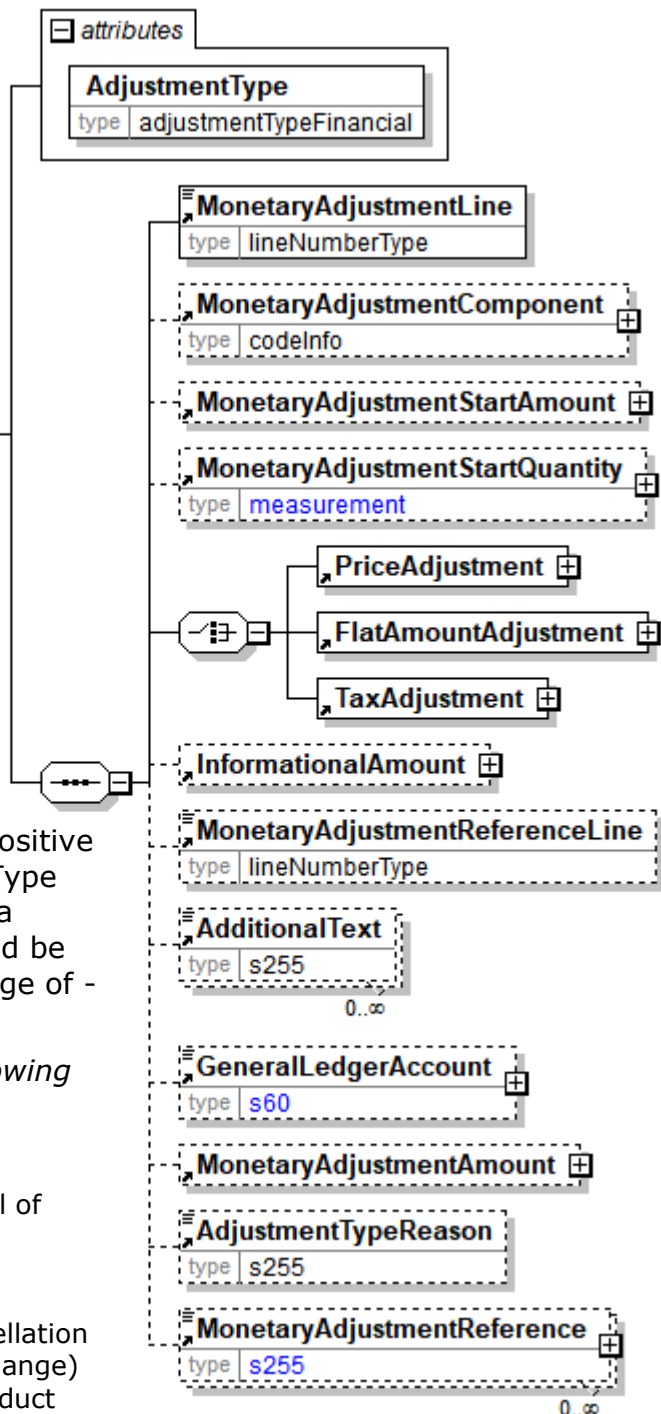 attributes
AdjustmentType
type adjustmentTypeFinancial
MonetaryAdjustmentLine
type lineNumberType
MonetaryAdjustmentComponent
type codeInfo
MonetaryAdjustmentStartAmount
MonetaryAdjustmentStartQuantity
type measurement
PriceAdjustment
FlatAmountAdjustment
TaxAdjustment
InformationalAmount
MonetaryAdjustmentReferenceLine
type lineNumberType
AdditionalText
type s255
0..∞
GeneralLedgerAccount
type s60
MonetaryAdjustmentAmount
AdjustmentTypeReason
type s255
MonetaryAdjustmentReference
type s255
0..∞
ositive
Type
a
d be
ge of -
owing
l of
ellation
ange)
duct